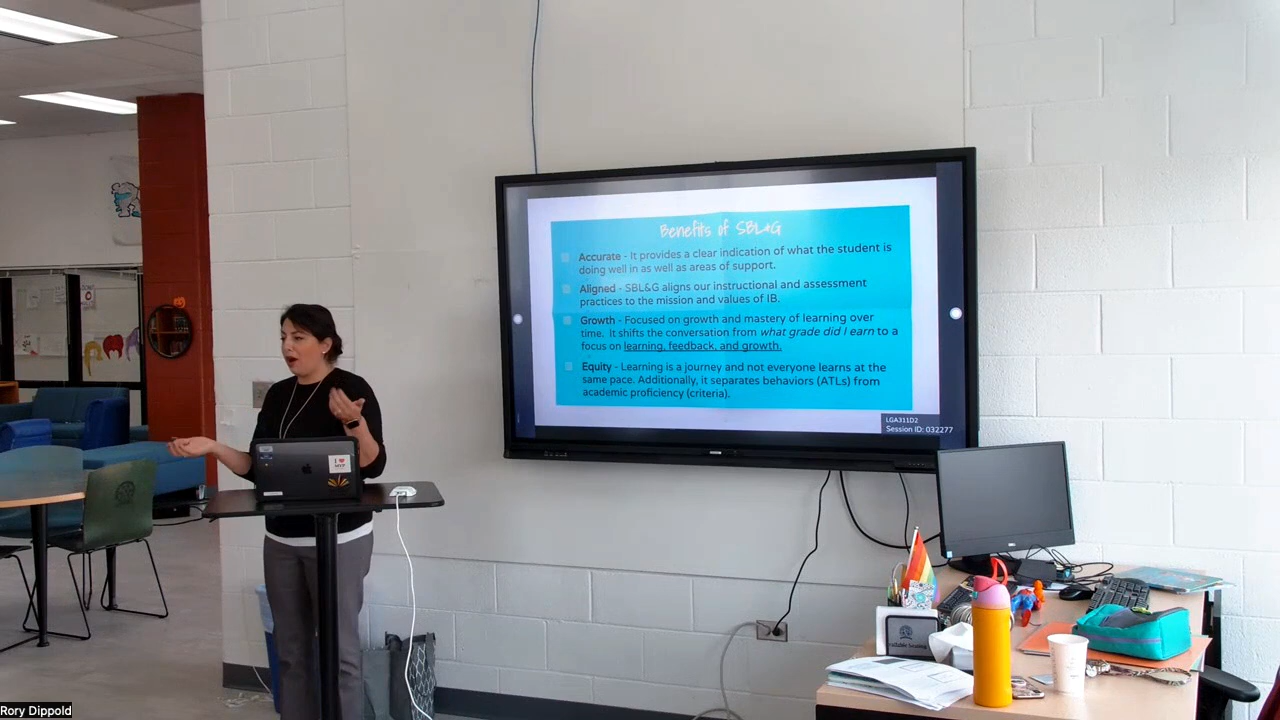 Benefits of SBL&G
Accurate - It provides a clear indication of what the student is
doing well in as well as areas of support.
Aligned - SBL&G aligns our instructional and assessment
practices to the mission and values of IB.
Growth - Focused on growth and mastery of learning over
time. It shifts the conversation from what grade did I earn to a
focus on learning, feedback, and growth.
Equity - Learning is a journey and not everyone learns at the
same pace. Additionally, it separates behaviors (ATLs) from
academic proficiency (criteria).
LGA311D2
Session ID: 032277
Rory Dippold